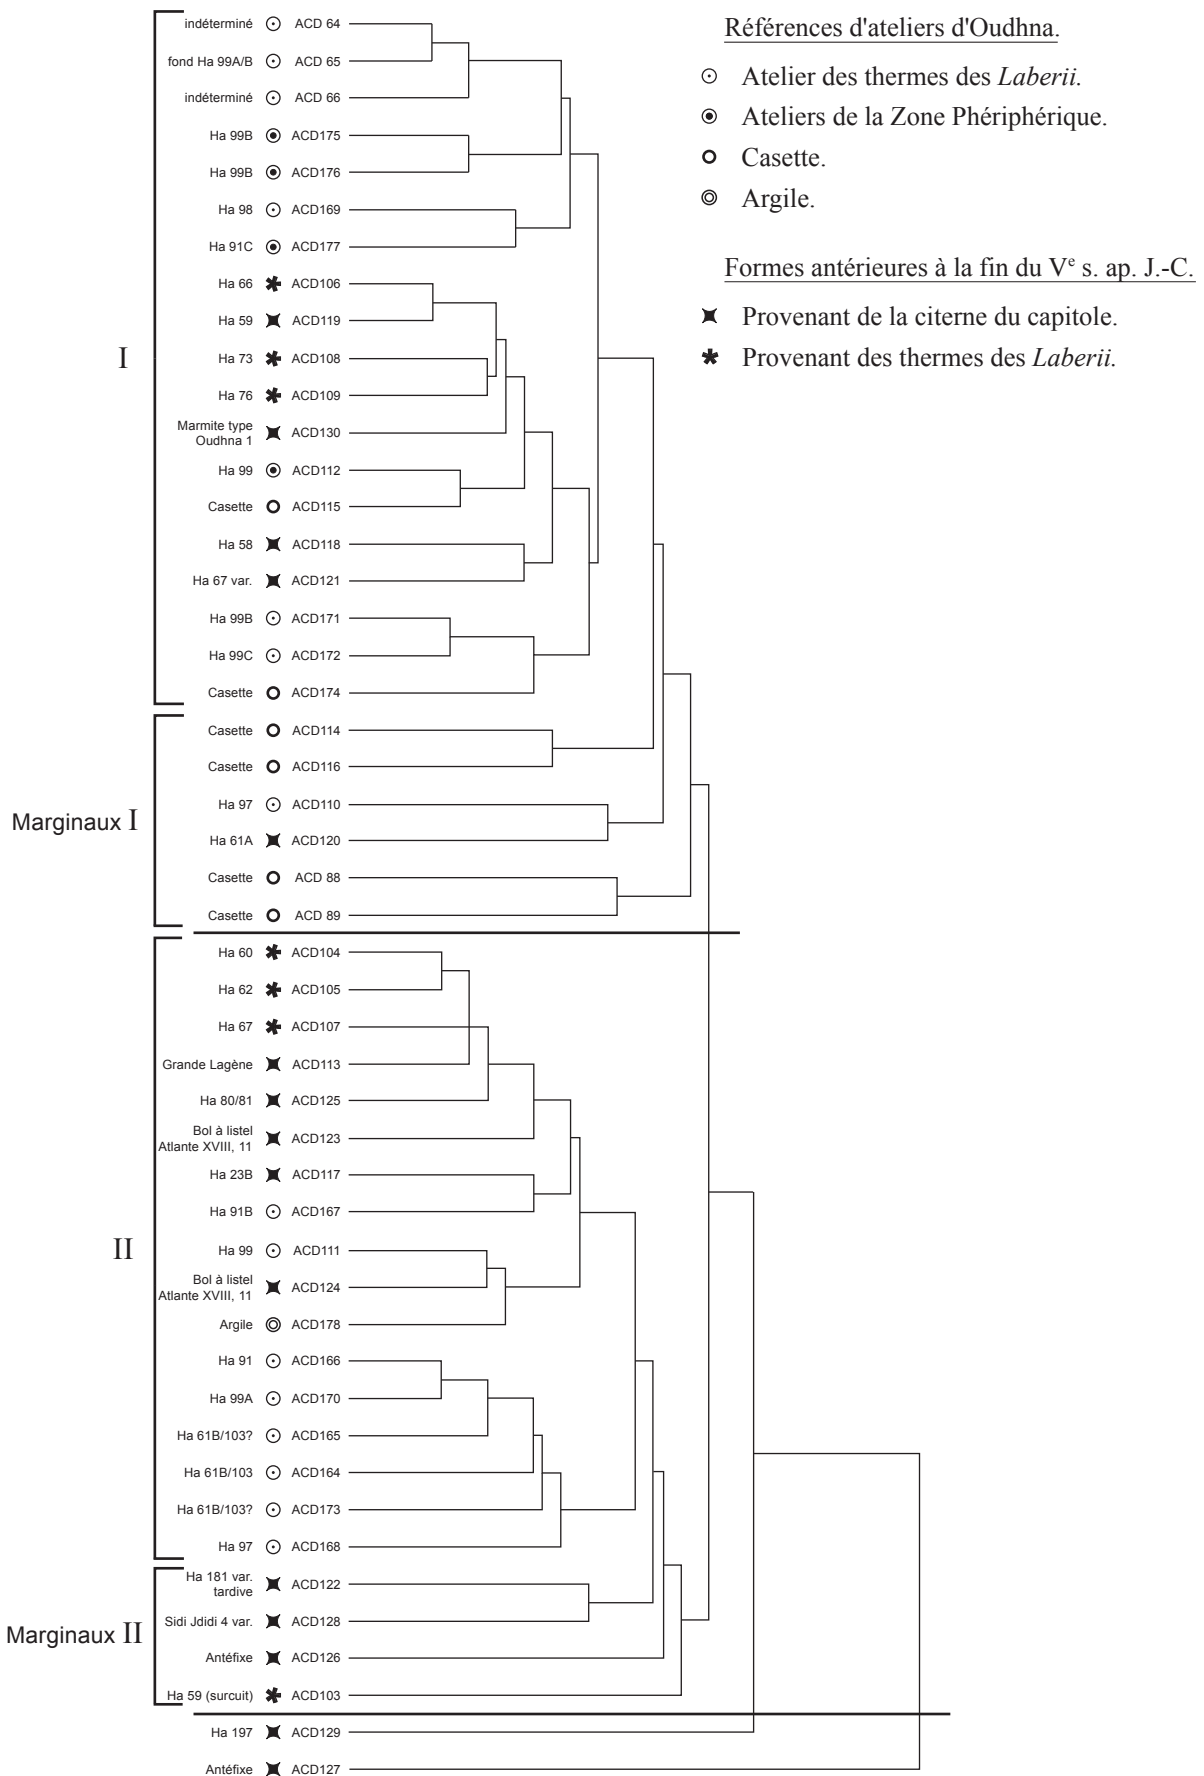 Références d'ateliers d'Oudhna.
Atelier des thermes des Laberii.
Ateliers de la Zone Phériphérique.
Casette.
Argile.
Formes antérieures à la fin du Ve s. ap. J.-C.
Provenant de la citerne du capitole.
Provenant des thermes des Laberii.
I
indéterminé ACD 64
fond Ha 99A/B ACD 65
indéterminé ACD 66
Ha 99B ACD175
Ha 99B ACD176
Ha 98 ACD169
Ha 91C ACD177
Ha 66 ACD106
Ha 59 ACD119
Ha 73 ACD108
Ha 76 ACD109
Marmite type
Oudhna 1 ACD130
Ha 99 ACD112
Casette ACD115
Ha 58 ACD118
Ha 67 var. ACD121
Ha 99B ACD171
Ha 99C ACD172
Casette ACD174
Marginaux I
Casette ACD114
Casette ACD116
Ha 97 ACD110
Ha 61A ACD120
Casette ACD 88
Casette ACD 89
II
Ha 60 ACD104
Ha 62 ACD105
Ha 67 ACD107
Grande Lagène ACD113
Ha 80/81 ACD125
Bol à listel
Atlante XVIII, 11 ACD123
Ha 23B ACD117
Ha 91B ACD167
Ha 99 ACD111
Bol à listel
Atlante XVIII, 11 ACD124
Argile ACD178
Ha 91 ACD166
Ha 99A ACD170
Ha 61B/103? ACD165
Ha 61B/103 ACD164
Ha 61B/103? ACD173
Ha 97 ACD168
Marginaux II
Ha 181 var.
tardive ACD122
Sidi Jdidi 4 var. ACD128
Antéfixe ACD126
Ha 59 (surcuit) ACD103
Ha 197 ACD129
Antéfixe ACD127